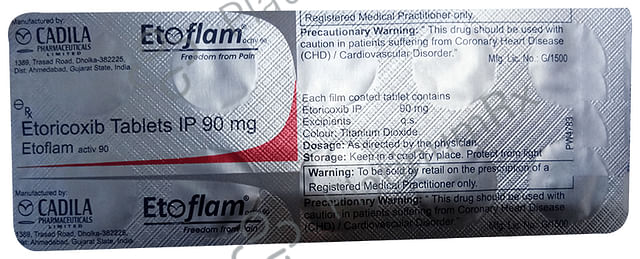 Manufactured by:
CADILA
PHARMACEUTICALS
LIMITED
1389, Trasad Road, Dholka-382225,
Dist: Ahmedabad, Gujarat State, India.
Etoflam®
activ 90
Freedom from Pain
Rx
Etoricoxib Tablets IP 90 mg
Etoflam activ 90
Manufactured by:
CADILA
PHARMACEUTICALS
LIMITED
1389, Trasad Road, Dholka-382225,
Dist: Ahmedabad, Gujarat State, India.
Etoflam®
Freedom from Pain
Registered Medical Practitioner only.
Precautionary Warning: "This drug should be used with
caution in patients suffering from Coronary Heart Disease
(CHD) / Cardiovascular Disorder."
Mfg. Lic. No.: G/1500
Each film coated tablet contains
Etoricoxib IP 90 mg
Excipients q.s.
Colour: Titanium Dioxide
Dosage: As directed by the physician.
Storage: Keep in a cool dry place. Protect from light
Warning: To be sold by retail on the prescription of a
Registered Medical Practitioner only.
Precautionary Warning: "This drug should be used with
caution in patients suffering from Coronary Heart Disease
(CHD) / Cardiovascular Disorder."
Mfg. Lic. No.: G/1500
PW4783